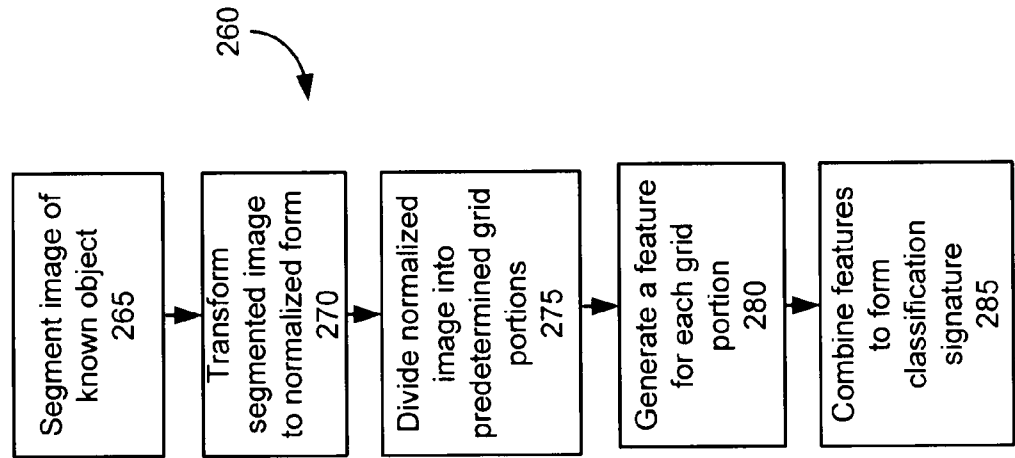 260
Segment image of
known object
265
Transform
segmented image
to normalized form
270
Divide normalized
image into
predetermined grid
portions
275
Generate a feature
for each grid
portion
280
Combine features
to form
classification
signature
285